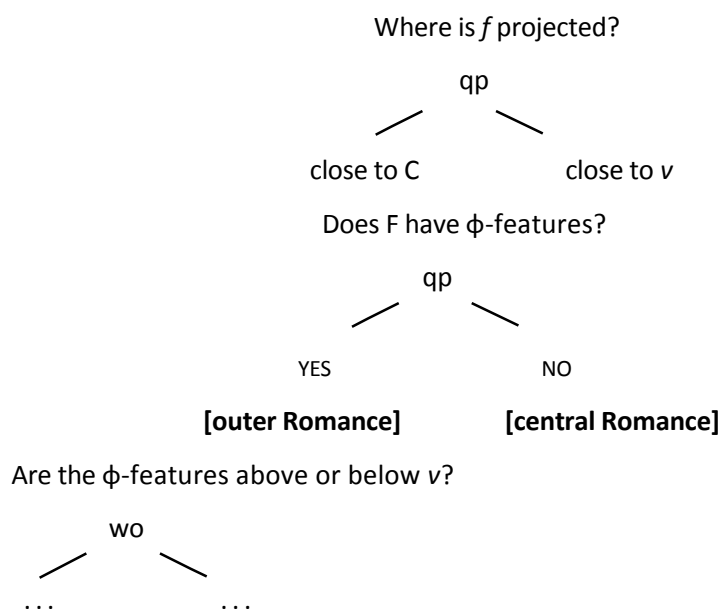 Where is f projected?
qp
close to C close to v
Does F have ϕ-features?
qp
YES NO
[outer Romance] [central Romance]
Are the ϕ-features above or below v?
wo
... ...